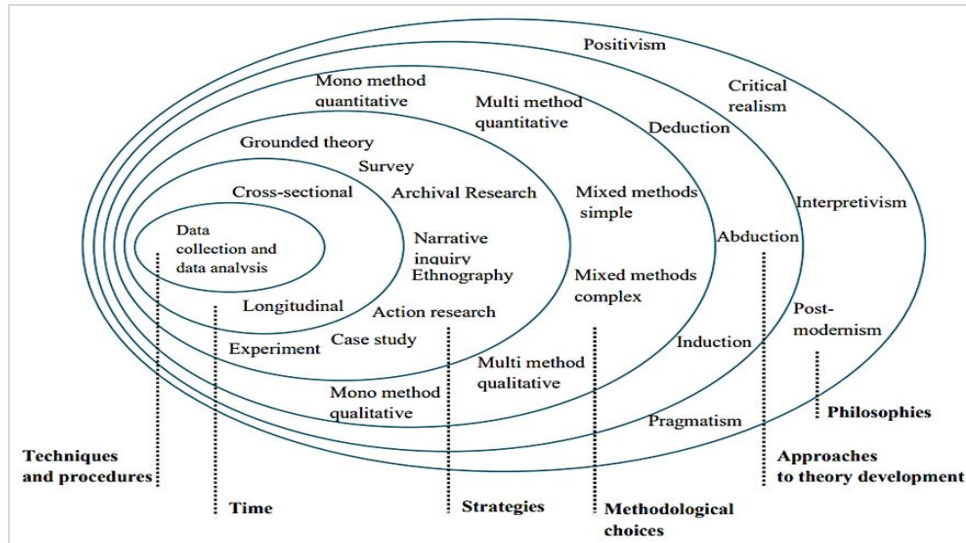 Positivism
Mono method
quantitative
Critical
realism
Multi method
quantitative
Deduction
Grounded theory
Survey
Cross-sectional
Archival Research
Mixed methods
simple
Interpretivism
Data
collection and
data analysis
Narrative
inquiry
Ethnography
Abduction
Mixed methods
complex
Longitudinal
Action research
Post-
modernism
Experiment
Case study
Induction
Multi method
qualitative
Mono method
qualitative
Pragmatism
Philosophies
Techniques
and procedures
Approaches
to theory development
Time
Strategies
Methodological
choices